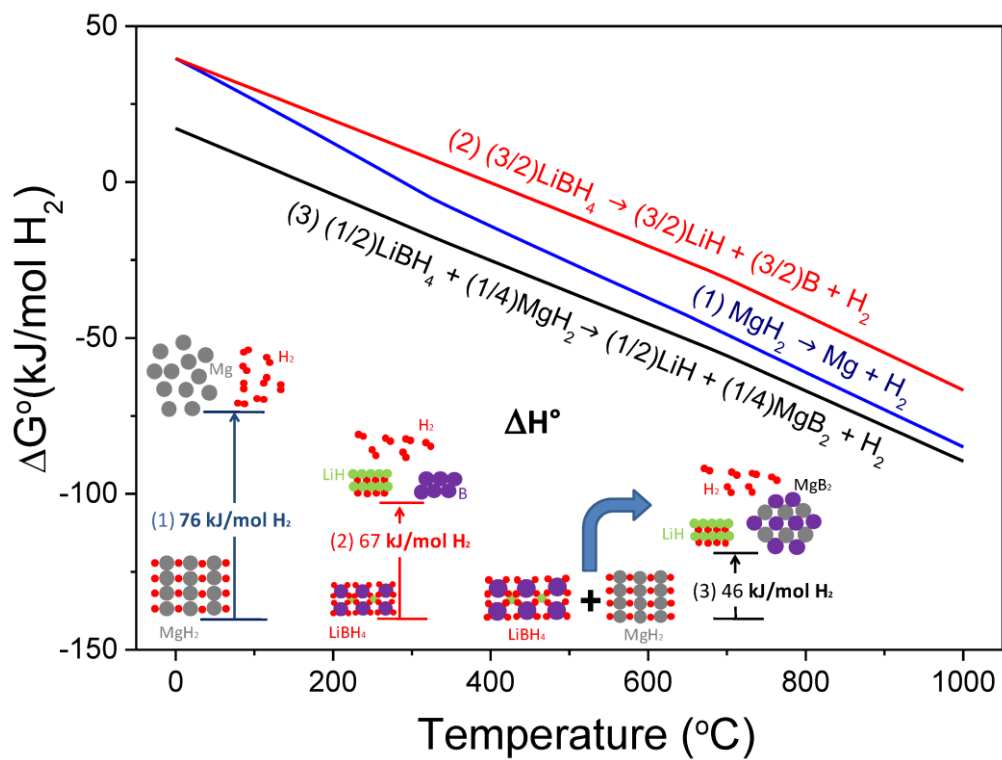 50
0
-50
-100
-150
ΔG°(kJ/mol H₂)
0
200
400
600
800
1000
Temperature (°C)
(2) (3/2)LiBH₄ → (3/2)LiH + (3/2)B + H₂
(1) MgH₂ → Mg + H₂
(3) (1/2)LiBH₄ + (1/4)MgH₂→ (1/2)LiH + (1/4)MgB₂ + H₂
ΔH°
Mg
H₂
(1) 76 kJ/mol H₂
MgH₂
H₂
LiH
B
(2) 67 kJ/mol H₂
LiBH₄
LiBH₄
+
MgH₂
MgB₂
H₂
LiH
(3) 46 kJ/mol H₂